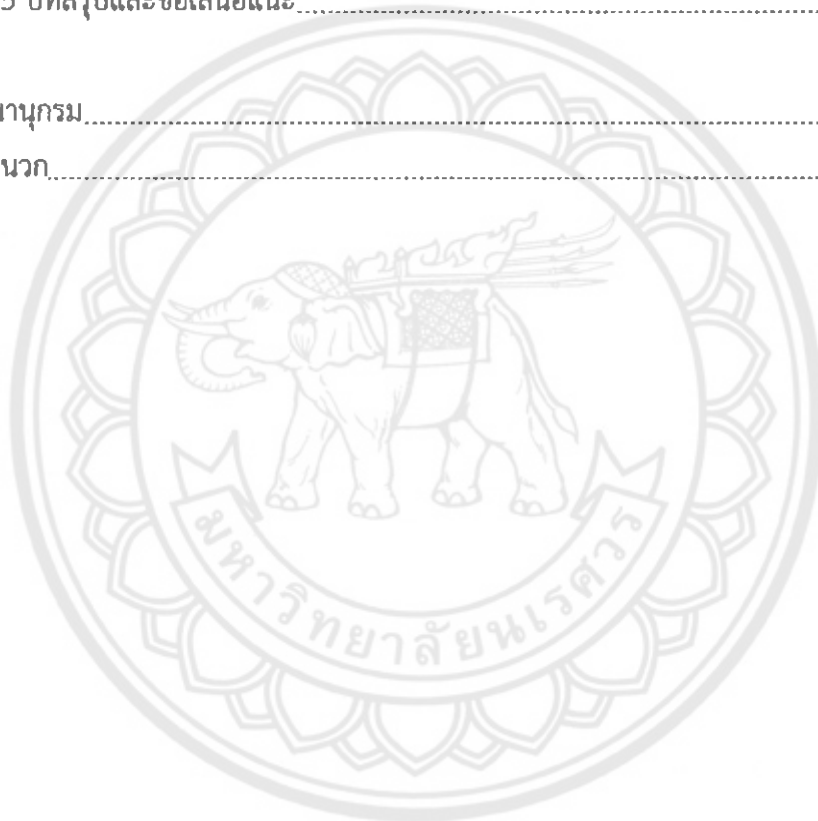 5 บทสรุปและข้อเสนอแนะ
านุกรม
นวก
มหาวิทยาลัยนเรศวร